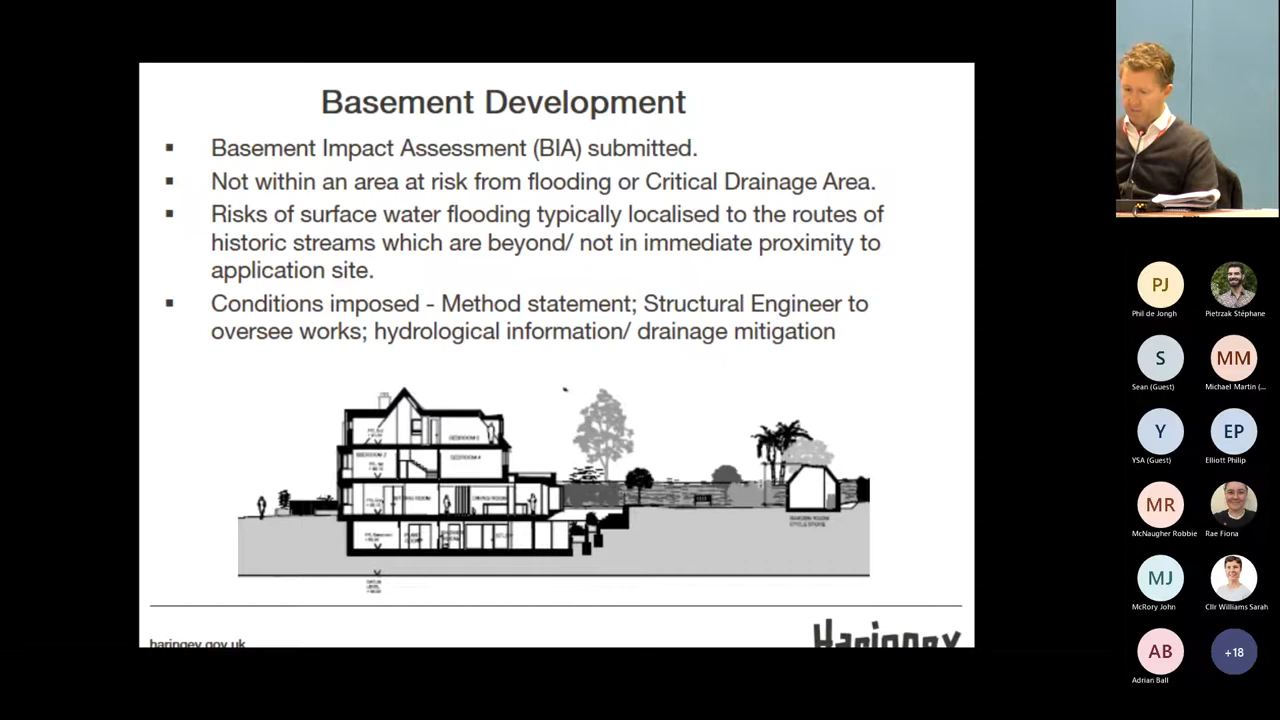 Basement Development
▪ Basement Impact Assessment (BIA) submitted.
▪ Not within an area at risk from flooding or Critical Drainage Area.
▪ Risks of surface water flooding typically localised to the routes of
historic streams which are beyond/ not in immediate proximity to
application site.
▪ Conditions imposed - Method statement; Structural Engineer to
oversee works; hydrological information/ drainage mitigation
haringey.gov.uk
Haringey
PJ
Phil de Jongh
Pietrzak Stéphane
S
MM
Sean (Guest)
Michael Martin (...
Y
EP
YSA (Guest)
Elliott Philip
MR
McNaugher Robbie
Rae Fiona
MJ
McRory John
Cllr Williams Sarah
AB
+18
Adrian Ball